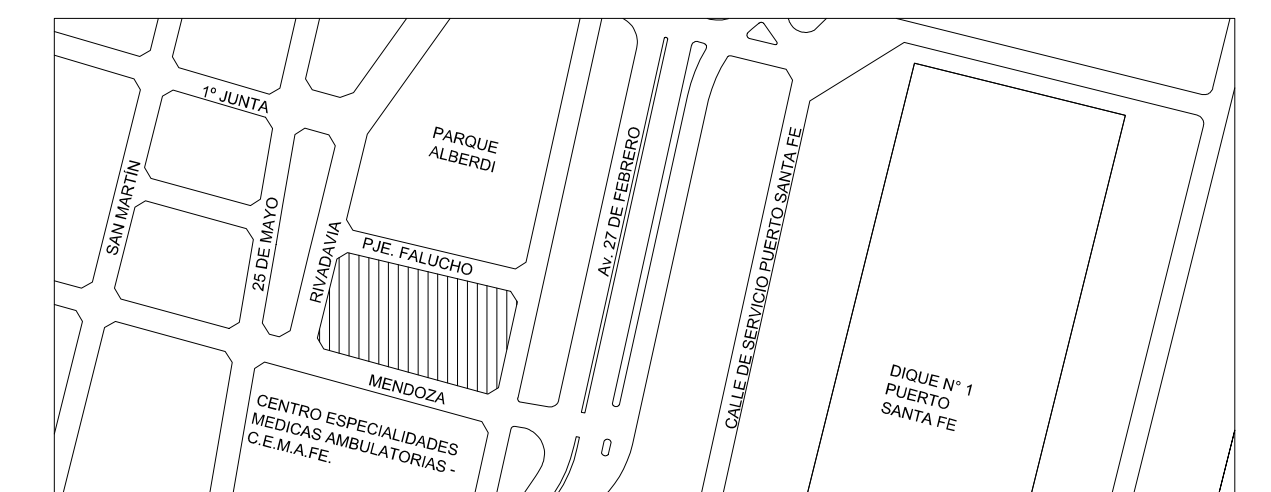 1º JUNTA
PARQUE
ALBERDI
SAN MARTÍN
25 DE MAYO
RIVADAVIA
PJE. FALUCHO
Av. 27 DE FEBRERO
CALLE DE SERVICIO PUERTO SANTA FE
MENDOZA
DIQUE N° 1
PUERTO
SANTA FE
CENTRO ESPECIALIDADES
MEDICAS AMBULATORIAS -
C.E.M.A.FE.